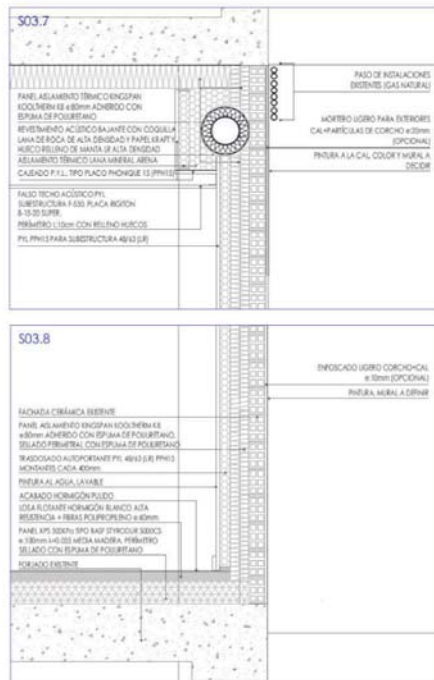 S03.7
PANEL AISLAMIENTO TÉRMICO KINGSPAN
KOOLTHERM K8 e:80mm ADHERIDO CON
ESPUMA DE POLIURETANO
REVESTIMIENTO ACÚSTICO BAJANTE CON COQUILLA
LANA DE ROCA DE ALTA DENSIDAD Y PAPEL KRAFT Y
HUECO RELLENO DE MANTA LR ALTA DENSIDAD
AISLAMIENTO TÉRMICO LANA MINERAL ARENA
CAJEADO P.Y.L. TIPO PLACO PHONIQUE 15 (PPH15)
FALSO TECHO ACÚSTICO PYL
SUBESTRUCTURA F-530. PLACA RIGITON
8-15-20 SUPER.
PERÍMETRO 10cm CON RELLENO HUECOS
PYL PPH15 PARA SUBESTRUCTURA 48/63 (LR)
PASO DE INSTALACIONES
EXISTENTES (GAS NATURAL)
MORTERO LIGERO PARA EXTERIORES
CAL+PARTÍCULAS DE CORCHO e:20mm
(OPCIONAL)
PINTURA A LA CAL, COLOR Y MURAL A
DECIDIR
S03.8
ENFOSCADO LIGERO CORCHO+CAL
e:10mm (OPCIONAL)
PINTURA, MURAL A DEFINIR
FACHADA CERÁMICA EXISTENTE
PANEL AISLAMIENTO KINGSPAN KOOLTHERM K8
e:80mm ADHERIDO CON ESPUMA DE POLIURETANO.
SELLADO PERIMETRAL CON ESPUMA DE POLIURETANO
TRASDOSADO AUTOPORTANTE PYL 48/63 (LR) PPH15
MONTANTES CADA 400mm
PINTURA AL AGUA, LAVABLE
ACABADO HORMIGÓN PULIDO
LOSA FLOTANTE HORMIGÓN BLANCO ALTA
RESISTENCIA + FIBRAS POLIPROPILENO e:60mm
PANEL XPS 500KPa TIPO BASF STYRODUR 5000CS
e:100mm λ=0.035 MEDIA MADERA. PERÍMETRO
SELLADO CON ESPUMA DE POLIURETANO
FORJADO EXISTENTE